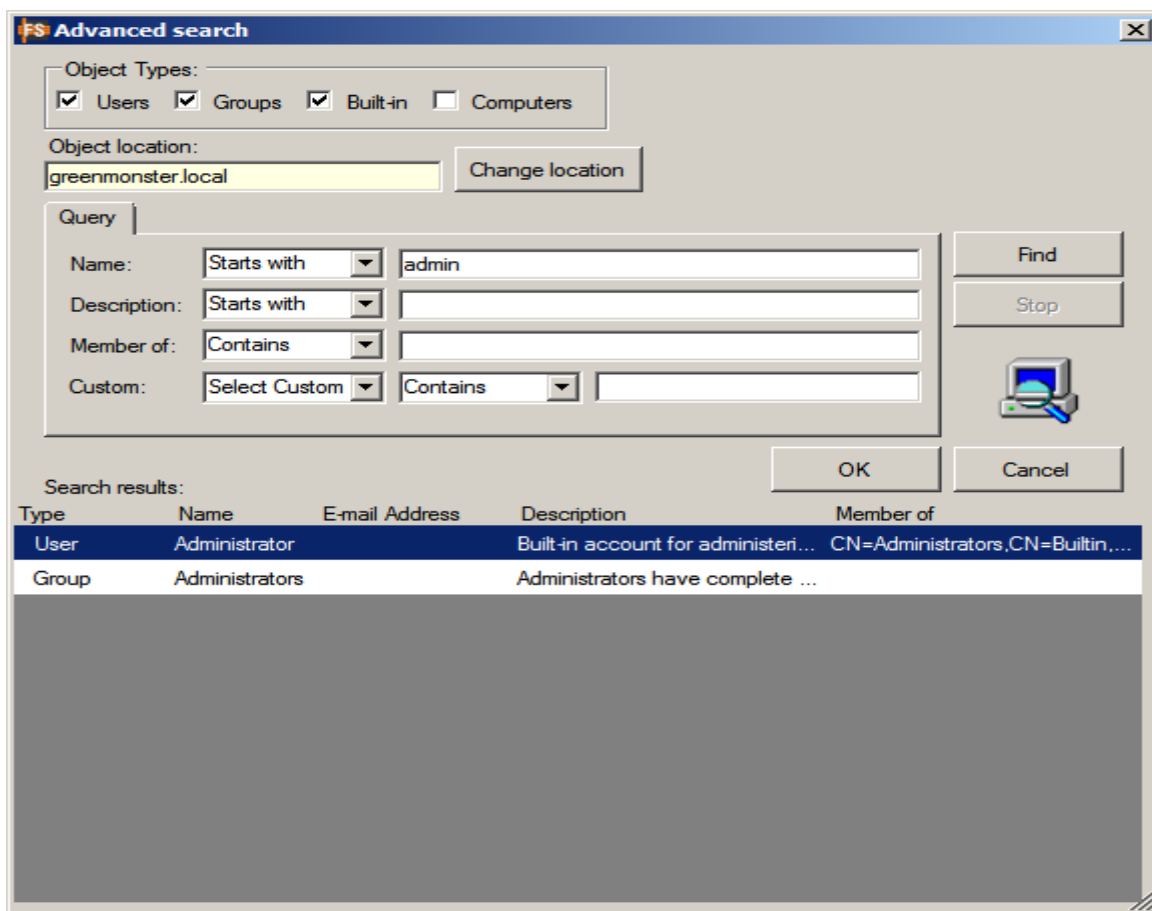 FS Advanced search
Object Types:
Users Groups Built-in Computers
Object location:
greenmonster.local Change location
Query
Name: Starts with admin Find
Description: Starts with Stop
Member of: Contains
Custom: Select Custom Contains
OK Cancel
Search results:
Type Name E-mail Address Description Member of
User Administrator Built-in account for administeri... CN=Administrators,CN=Builtin,...
Group Administrators Administrators have complete ...